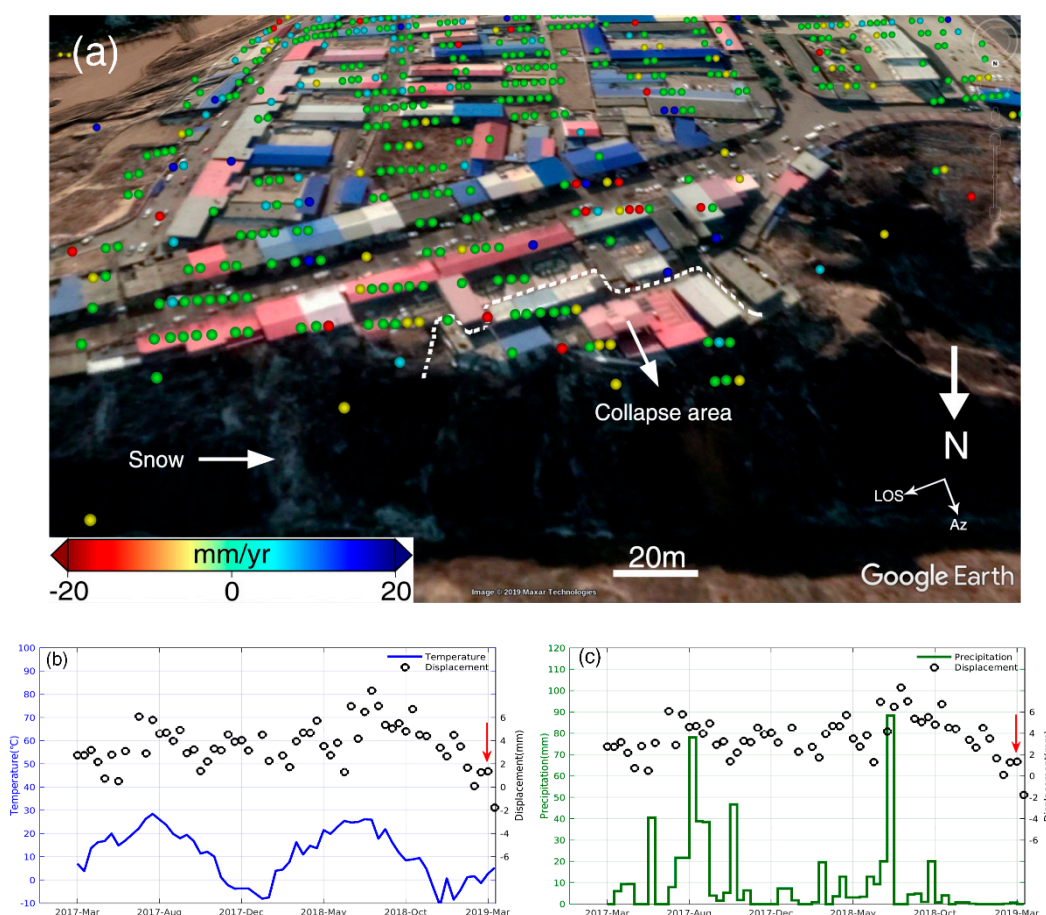 (a)
N
Collapse area
Snow
N
LOS
Az
mm/yr
-20 0 20
20m
Google Earth
Image © 2019 Maxar Technologies
(b)
Temperature
Displacement
100
90
80
70
60
50
40
30
20
10
0
-10
Temperature(℃)
6
4
2
0
-2
-4
-6
Displacement(mm)
2017-Mar 2017-Aug 2017-Dec 2018-May 2018-Oct 2019-Mar
(c)
Precipitation
Displacement
120
110
100
90
80
70
60
50
40
30
20
10
0
Precipitation(mm)
6
4
2
0
-2
-4
-6
Displacement(mm)
2017-Mar 2017-Aug 2017-Dec 2018-May 2018-Oct 2019-Mar